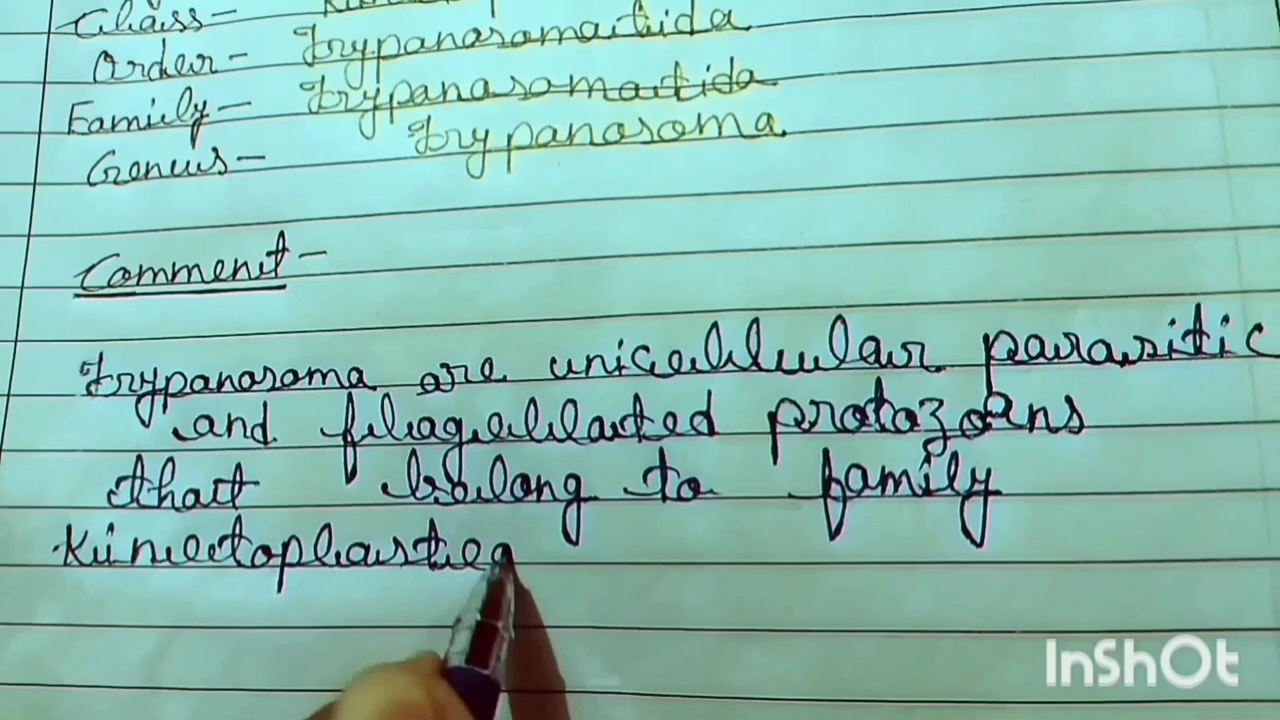 Class-
Order- Trypanosomatida
Family- Trypanosomatida
Genus- Trypanosoma
Comment-
Trypanosoma are unicellular parasitic
and flagellated protozoans
that belong to family
Kinetoplastea
InShOt